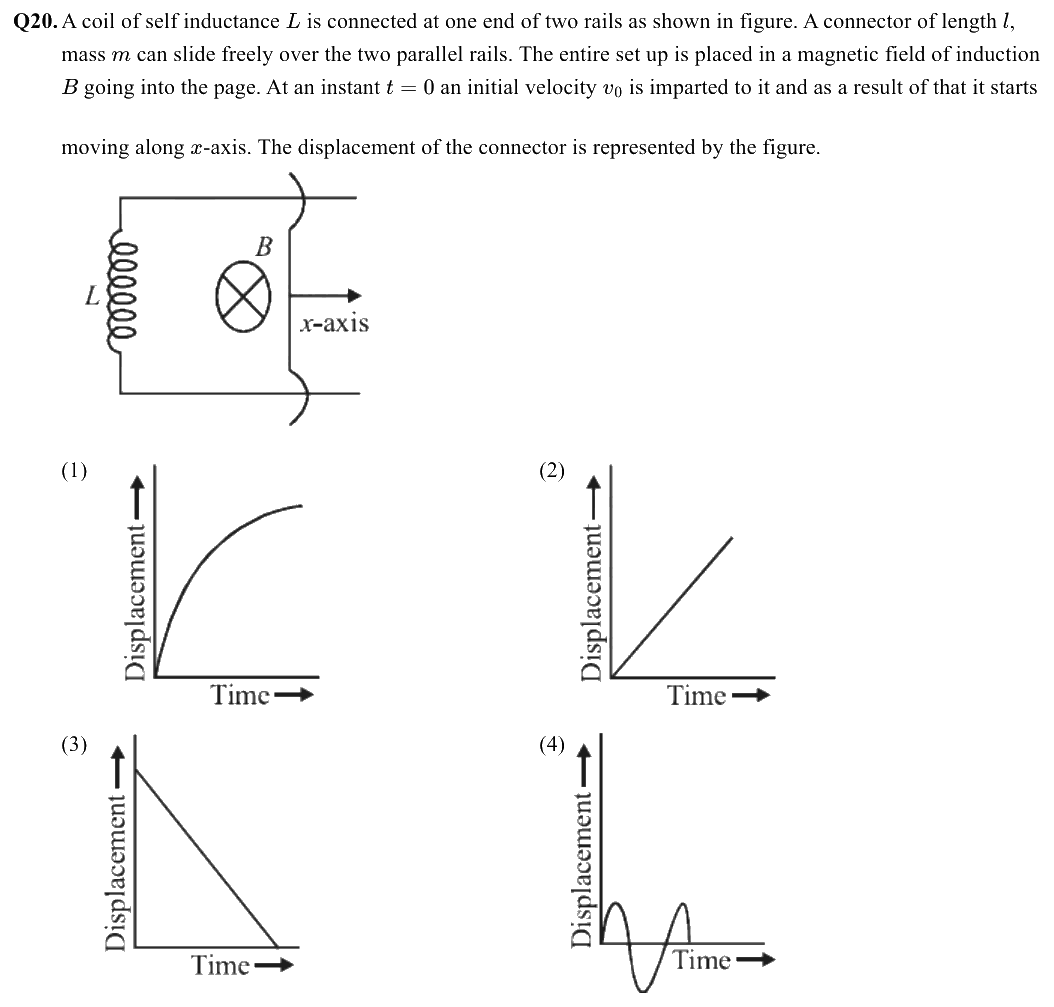 Q20. A coil of self inductance L is connected at one end of two rails as shown in figure. A connector of length l,
mass m can slide freely over the two parallel rails. The entire set up is placed in a magnetic field of induction
B going into the page. At an instant t = 0 an initial velocity v₀ is imparted to it and as a result of that it starts
moving along x-axis. The displacement of the connector is represented by the figure.
B
L
x-axis
(1)
Displacement
Time
(2)
Displacement
Time
(3)
Displacement
Time
(4)
Displacement
Time